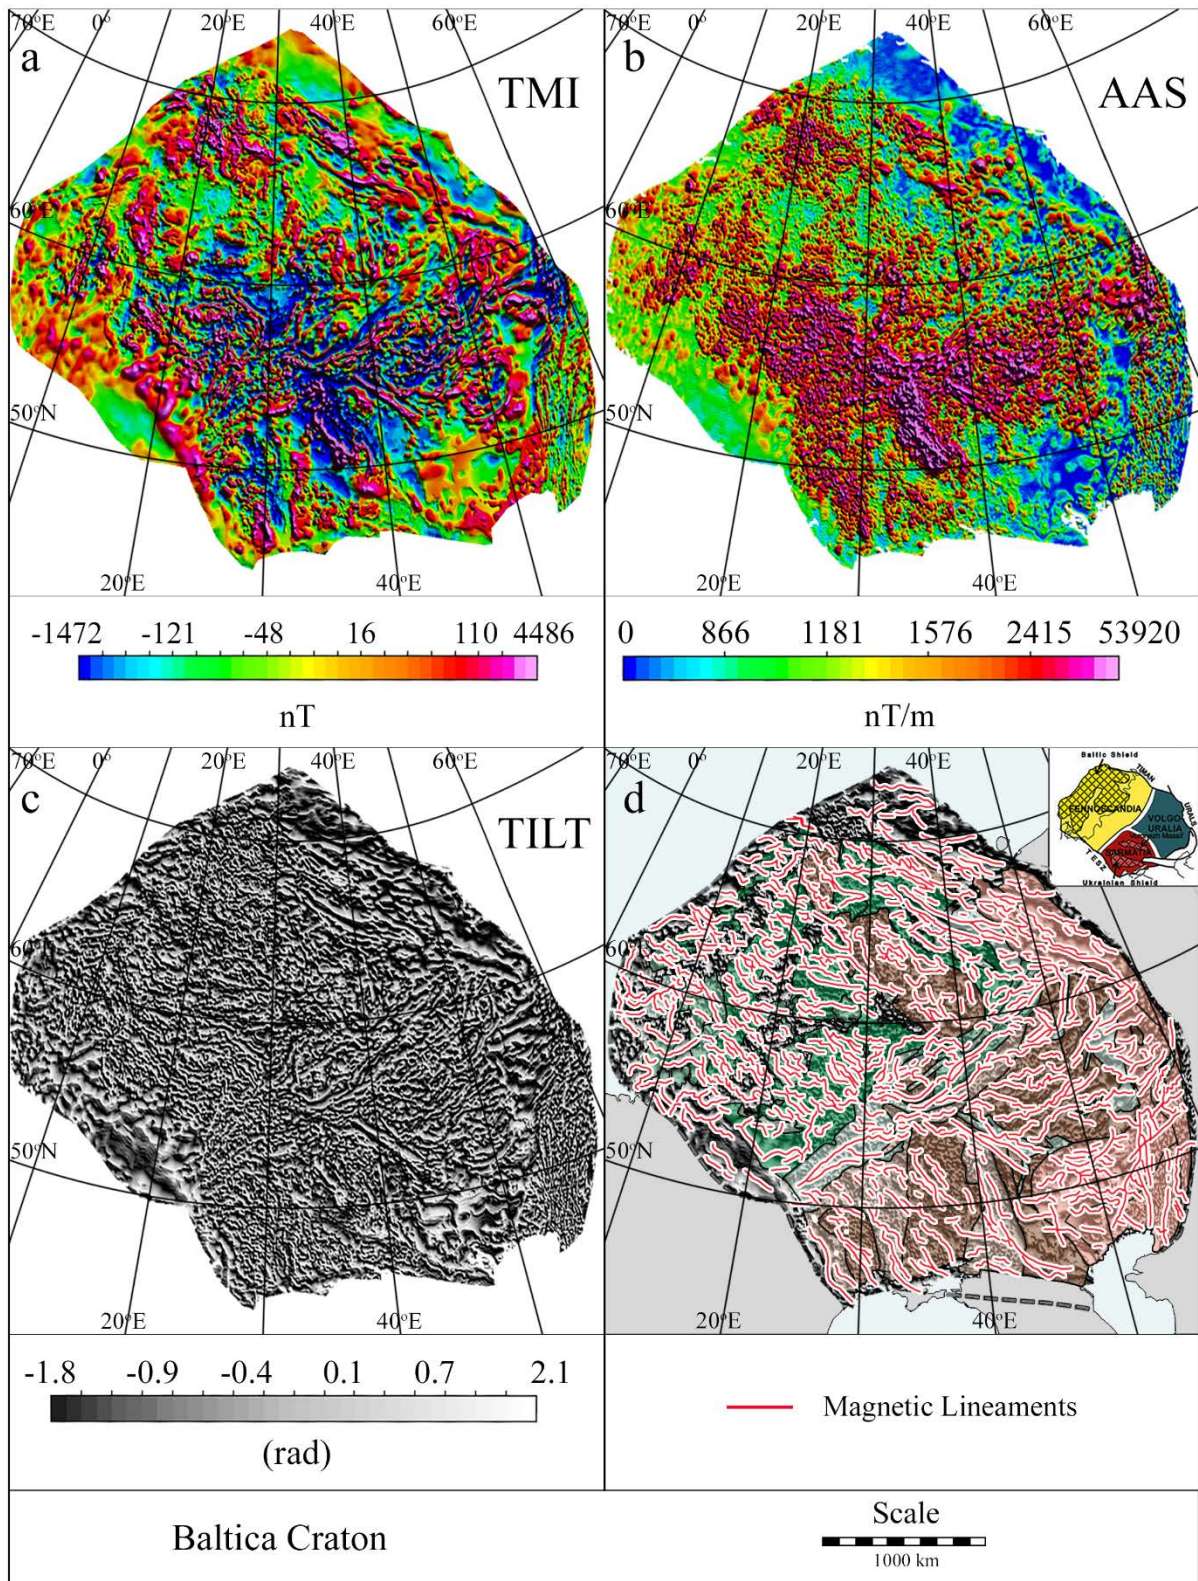 70°E 0° 20°E 40°E 60°E
a
TMI
60°E
50°N
20°E 40°E
-1472 -121 -48 16 110 4486
nT
70°E 0° 20°E 40°E 60°E
b
AAS
60°E
50°N
20°E 40°E
0 866 1181 1576 2415 53920
nT/m
70°E 0° 20°E 40°E 60°E
c
TILT
60°E
50°N
20°E 40°E
-1.8 -0.9 -0.4 0.1 0.7 2.1
(rad)
70°E 0° 20°E 40°E 60°E
d
Baltic Shield
TIMAN
FENNOSCANDIA
URALS
VOLGO
URALIA
Voronezh Massif
SARMATIA
TESZ
Ukrainian Shield
60°E
50°N
20°E 40°E
Magnetic Lineaments
Baltica Craton
Scale
1000 km